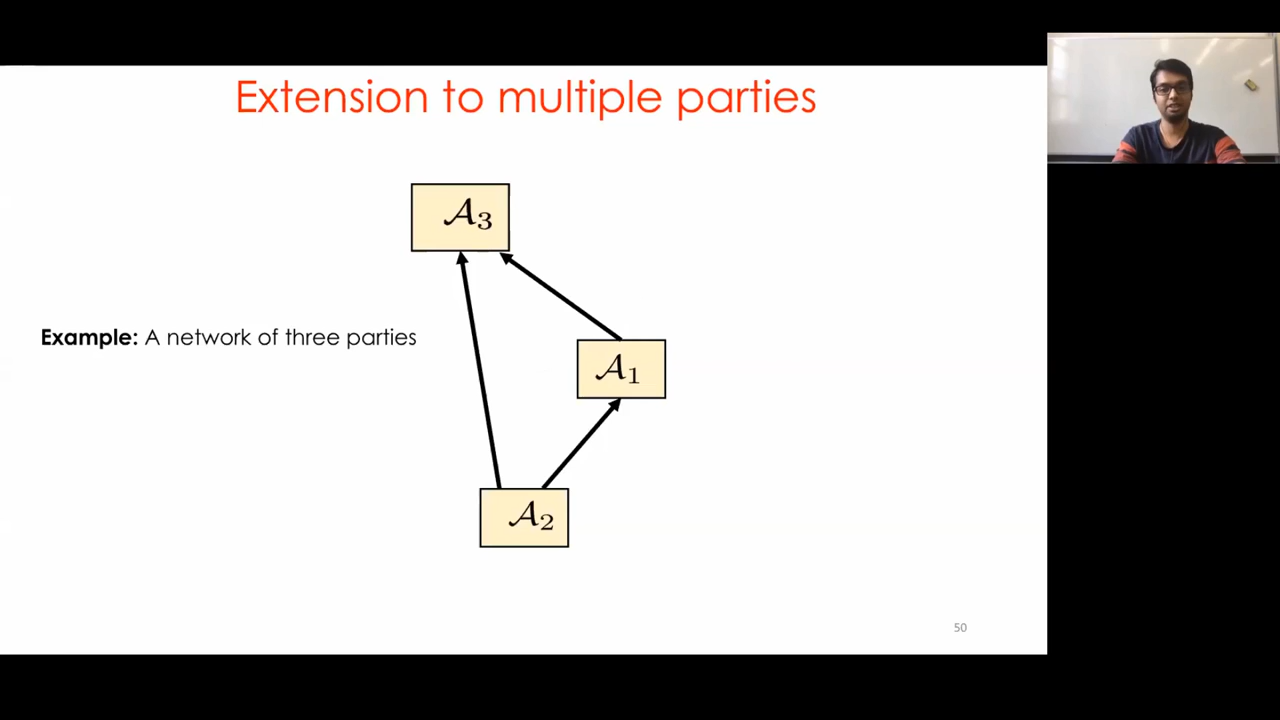 Extension to multiple parties
𝒜₃
Example: A network of three parties
𝒜₁
𝒜₂
50